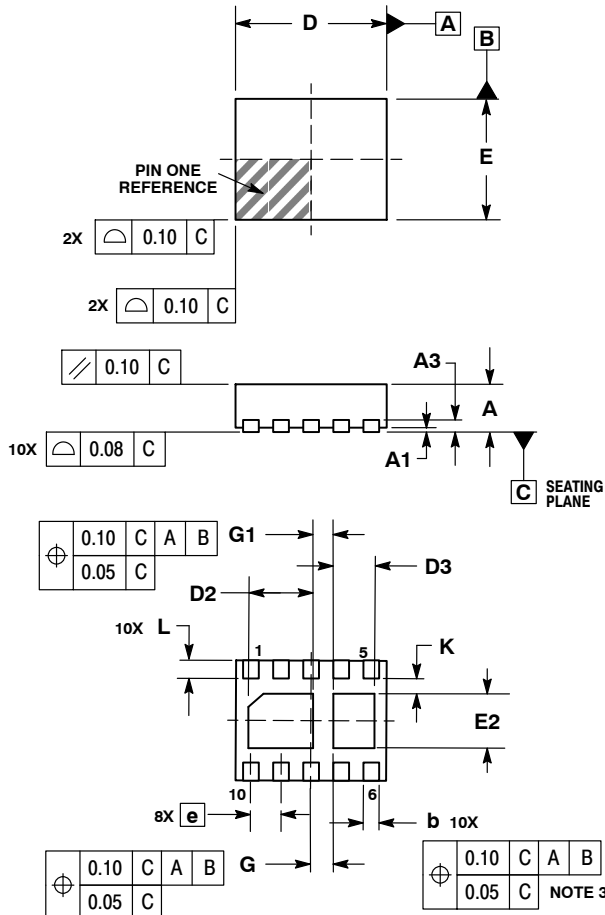 D
A
B
E
PIN ONE
REFERENCE
2X ⌓ 0.10 C
2X ⌓ 0.10 C
⫽ 0.10 C
A3
A
10X ⌓ 0.08 C
A1
C SEATING
PLANE
⌖ 0.10 C A B
0.05 C
G1
D3
D2
10X L
1
5
K
E2
10
6
8X e
b 10X
G
⌖ 0.10 C A B
0.05 C
⌖ 0.10 C A B
0.05 C NOTE 3